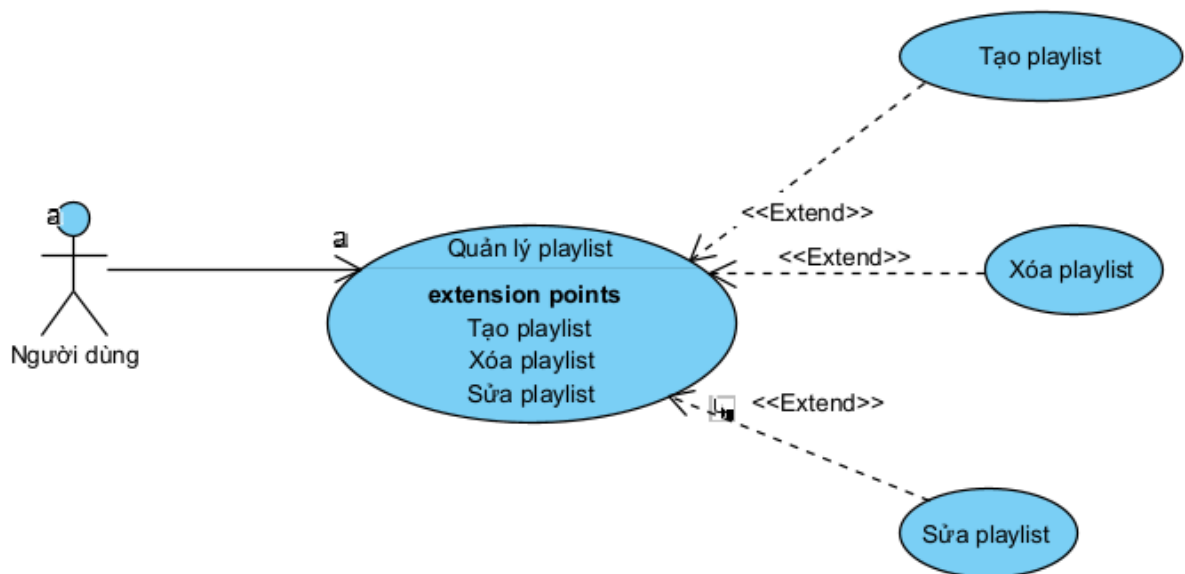 Tạo playlist
<<Extend>>
a
a
Quản lý playlist
<<Extend>>
Xóa playlist
extension points
Tạo playlist
Xóa playlist
Sửa playlist
Người dùng
<<Extend>>
Sửa playlist